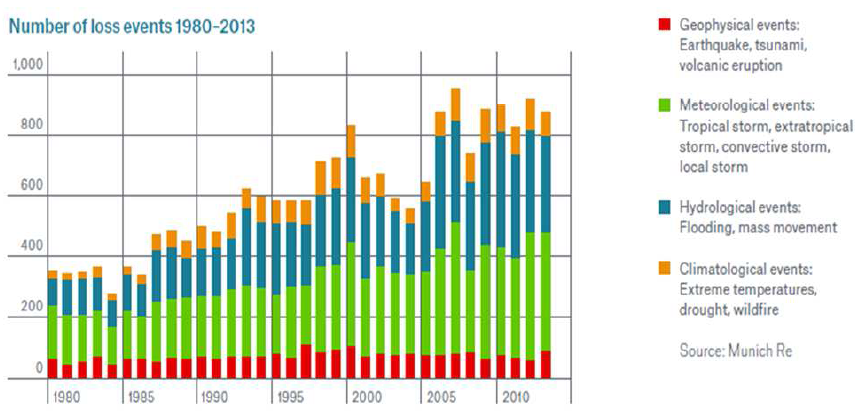 Number of loss events 1980–2013
1,000
800
600
400
200
0
1980
1985
1990
1995
2000
2005
2010
Geophysical events:
Earthquake, tsunami,
volcanic eruption
Meteorological events:
Tropical storm, extratropical
storm, convective storm,
local storm
Hydrological events:
Flooding, mass movement
Climatological events:
Extreme temperatures,
drought, wildfire
Source: Munich Re